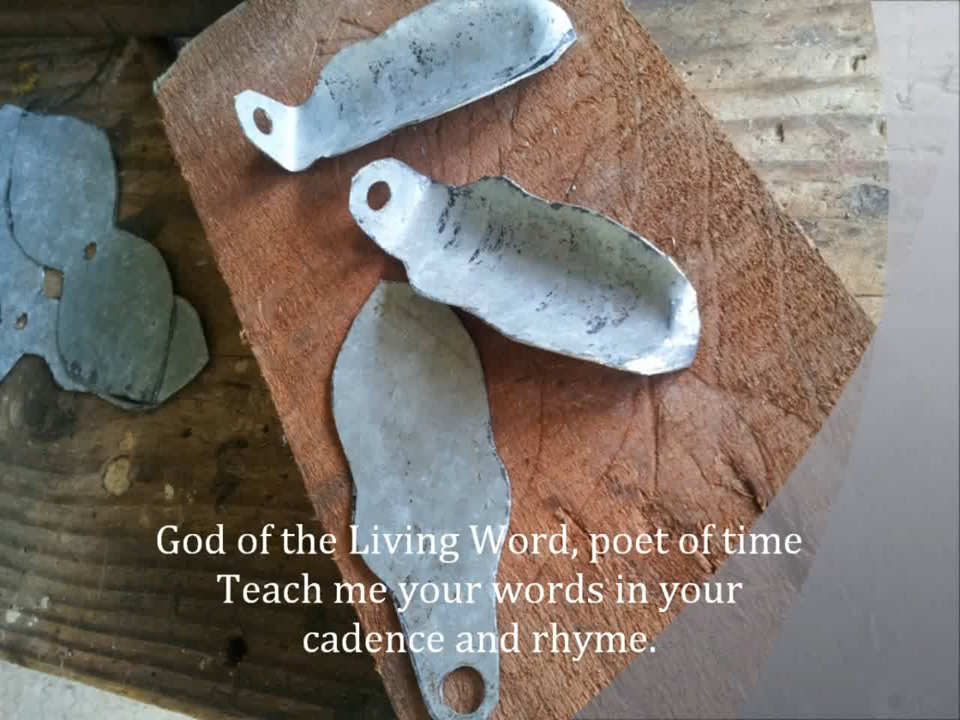 God of the Living Word, poet of time
Teach me your words in your
cadence and rhyme.